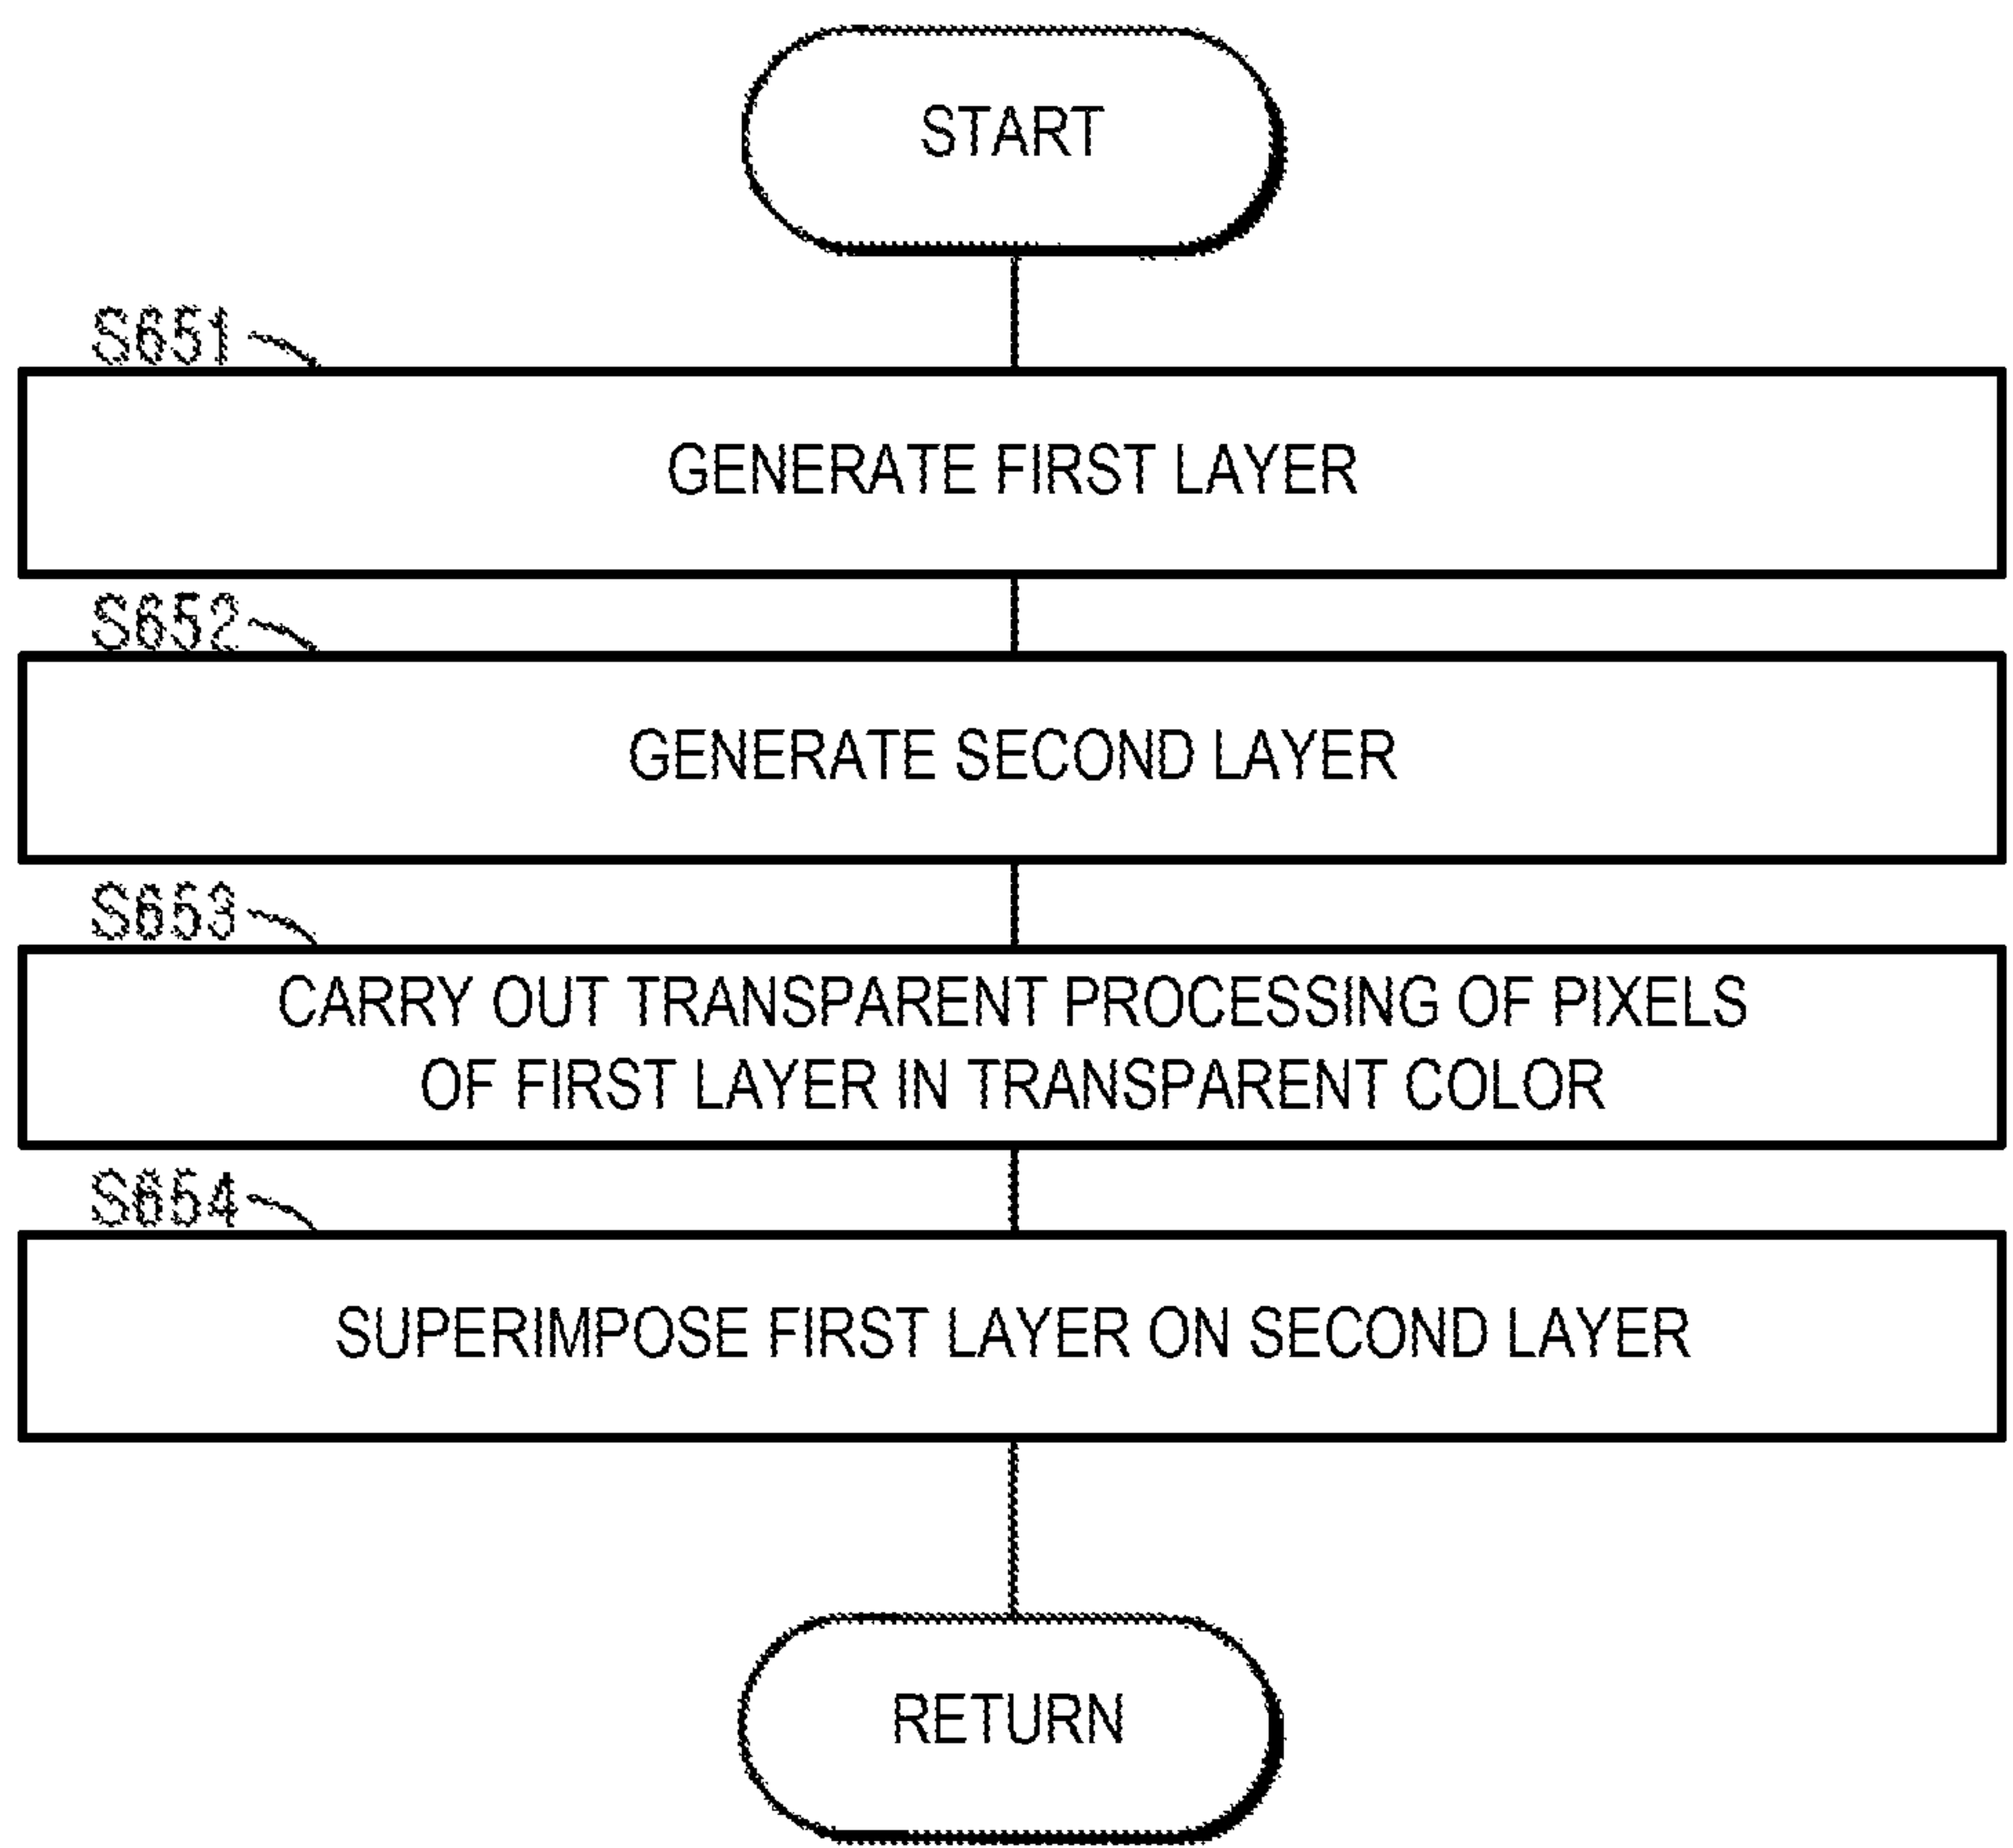 START
S651
GENERATE FIRST LAYER
S652
GENERATE SECOND LAYER
S653
CARRY OUT TRANSPARENT PROCESSING OF PIXELS
OF FIRST LAYER IN TRANSPARENT COLOR
S654
SUPERIMPOSE FIRST LAYER ON SECOND LAYER
RETURN